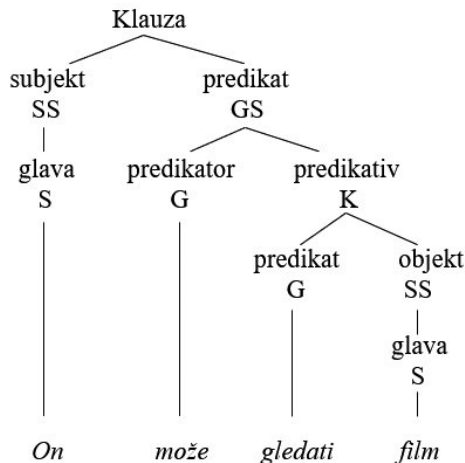 Klauza
subjekt predikat
SS GS
glava predikator predikativ
S G K
predikat objekt
G SS
glava
S
On može gledati film